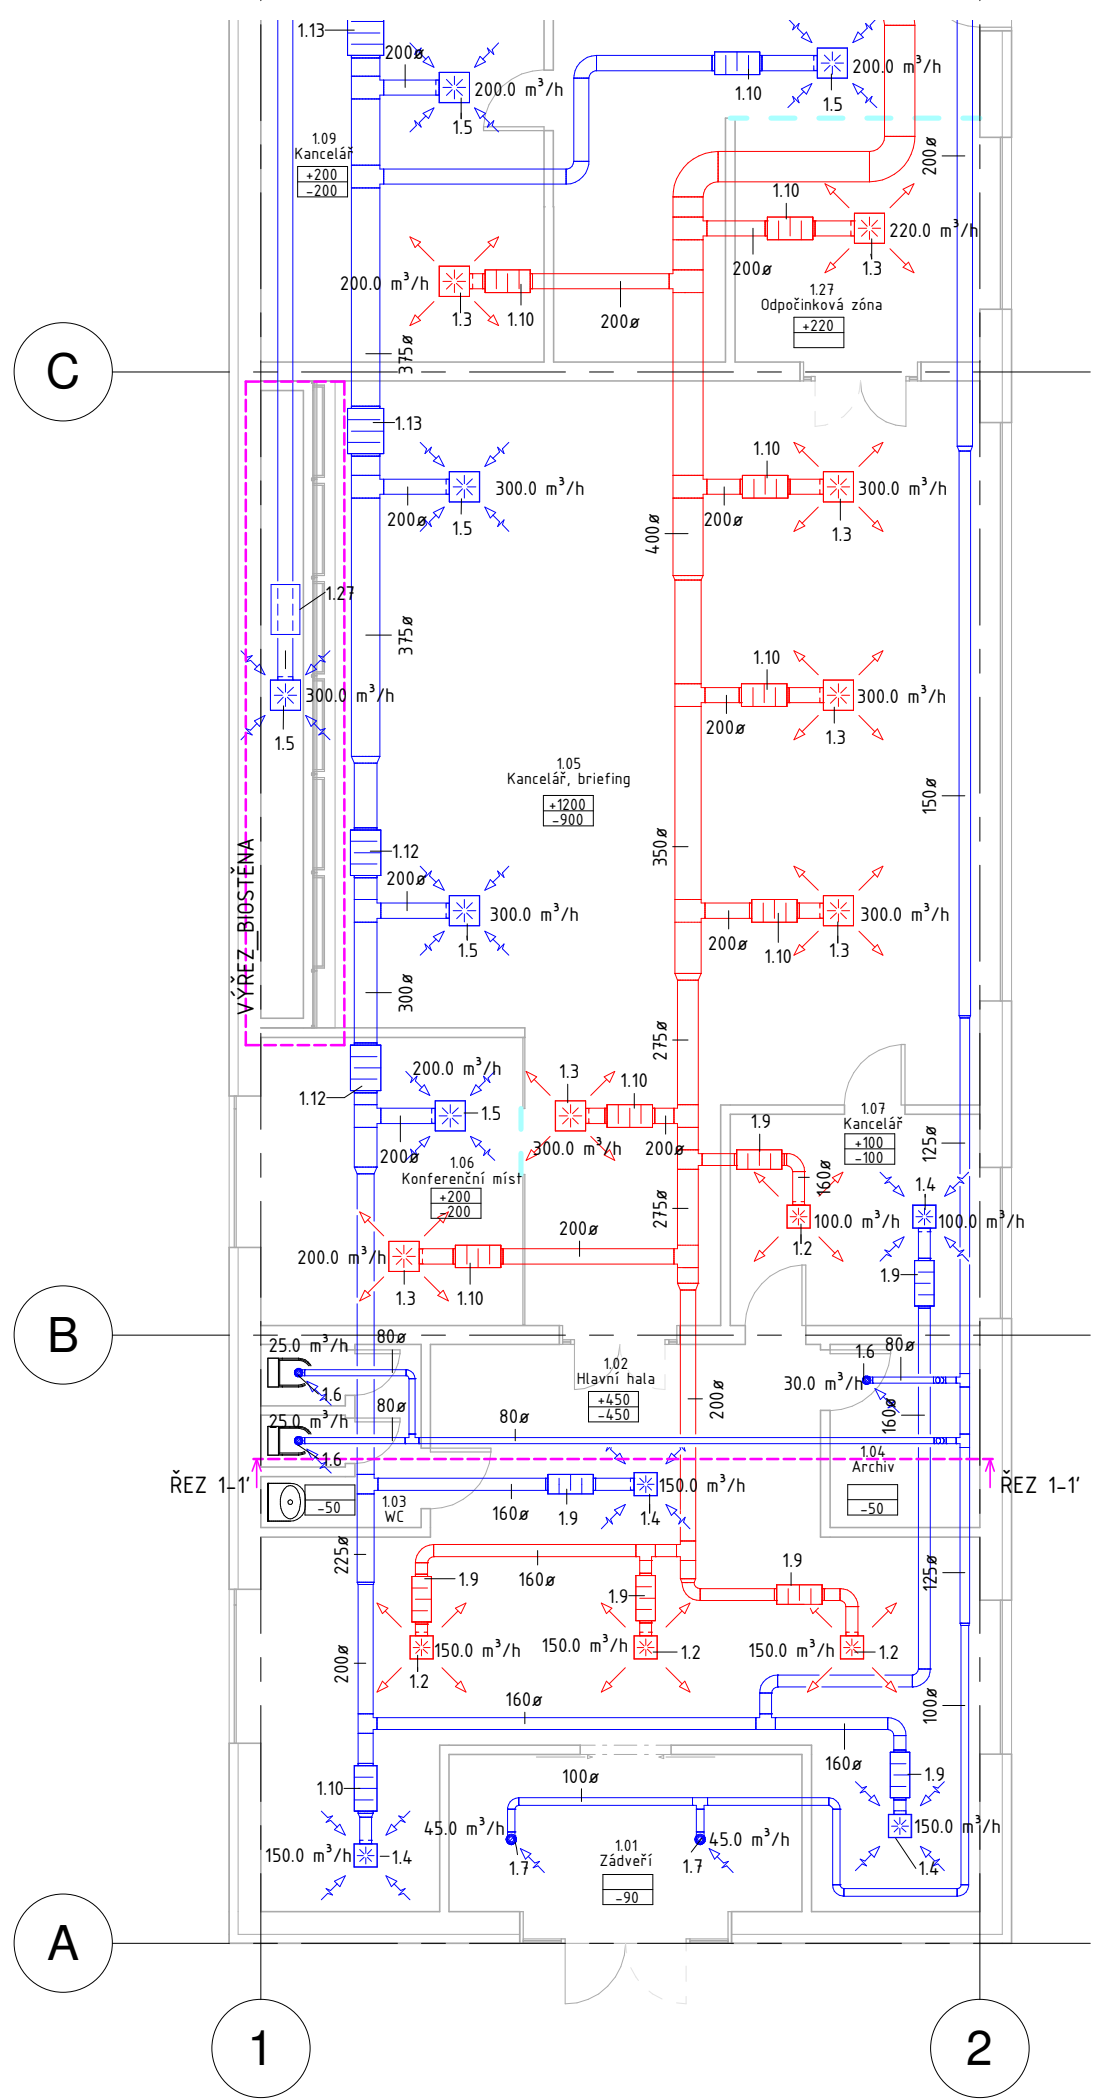 1.13
200ø
200.0 m³/h
1.5
1.10
200.0 m³/h
1.5
1.09
Kancelář
+200
-200
200ø
1.10
220.0 m³/h
200ø
1.3
200.0 m³/h
1.3
1.10
200ø
1.27
Odpočinková zóna
+220
375ø
C
1.13
300.0 m³/h
200ø
1.5
1.10
300.0 m³/h
200ø
1.3
400ø
1.27
375ø
300.0 m³/h
1.5
1.10
300.0 m³/h
200ø
1.3
1.05
Kancelář, briefing
+1200
-900
150ø
350ø
VÝŘEZ_BIOSTĚNA
1.12
200ø
300.0 m³/h
1.5
300.0 m³/h
200ø
1.10
1.3
300ø
275ø
200.0 m³/h
1.12
1.5
200ø
1.3
1.10
300.0 m³/h
200ø
1.07
Kancelář
+100
-100
125ø
1.9
160ø
1.06
Konferenční míst
+200
-200
275ø
1.4
100.0 m³/h
1.2
100.0 m³/h
200.0 m³/h
1.3
1.10
200ø
1.9
B
25.0 m³/h
80ø
1.6
1.02
Hlavní hala
+450
-450
200ø
1.6
80ø
30.0 m³/h
160ø
25.0 m³/h
80ø
80ø
1.6
1.04
Archiv
-50
ŘEZ 1-1'
ŘEZ 1-1'
-50
1.03
WC
160ø
1.9
150.0 m³/h
1.4
225ø
160ø
1.9
1.9
1.9
125ø
150.0 m³/h
1.2
150.0 m³/h
1.2
150.0 m³/h
1.2
200ø
160ø
100ø
160ø
1.9
1.10
100ø
45.0 m³/h
1.7
45.0 m³/h
1.7
150.0 m³/h
1.4
150.0 m³/h
1.4
1.01
Zádveří
-90
A
1
2